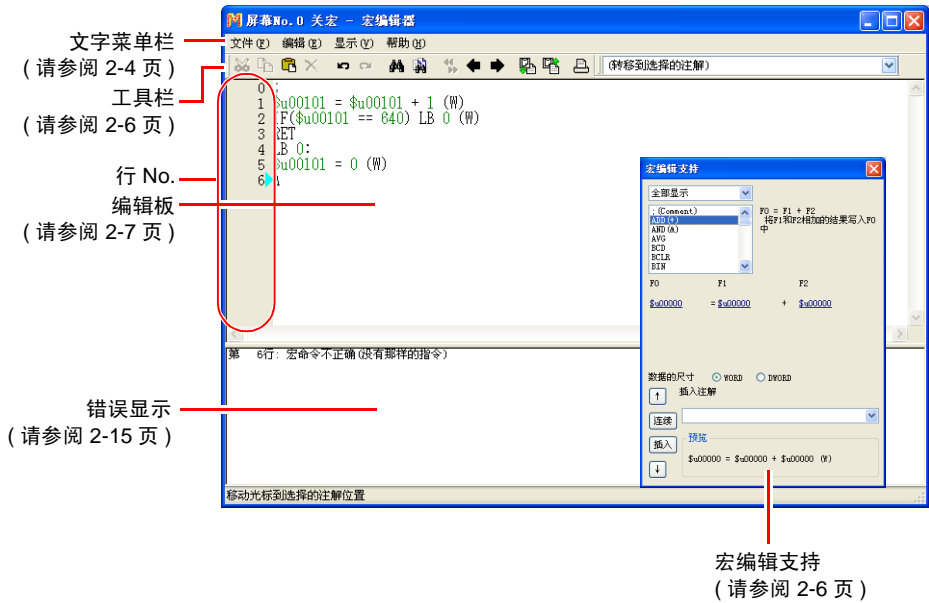 屏幕No.0 关宏 - 宏编辑器
文件(F) 编辑(E) 显示(V) 帮助(H)
(转移到选择的注解)
文字菜单栏
( 请参阅 2-4 页 )
工具栏
( 请参阅 2-6 页 )
行 No.
编辑板
( 请参阅 2-7 页 )
错误显示
( 请参阅 2-15 页 )
0 ;
1 $u00101 = $u00101 + 1 (W)
2 IF($u00101 == 640) LB 0 (W)
3 RET
4 LB 0:
5 $u00101 = 0 (W)
6 A
宏编辑支持
全部显示
; (Comment)
ADD(+)
AND(&)
AVG
BCD
BCLR
BIN
F0 = F1 + F2
将F1和F2相加的结果写入F0
中
F0 F1 F2
$u00000 = $u00000 + $u00000
数据的尺寸 WORD DWORD
↑ 插入注解
连续
插入
↓
预览
$u00000 = $u00000 + $u00000 (W)
第 6行: 宏命令不正确(没有那样的指令)
移动光标到选择的注解位置
宏编辑支持
( 请参阅 2-6 页 )